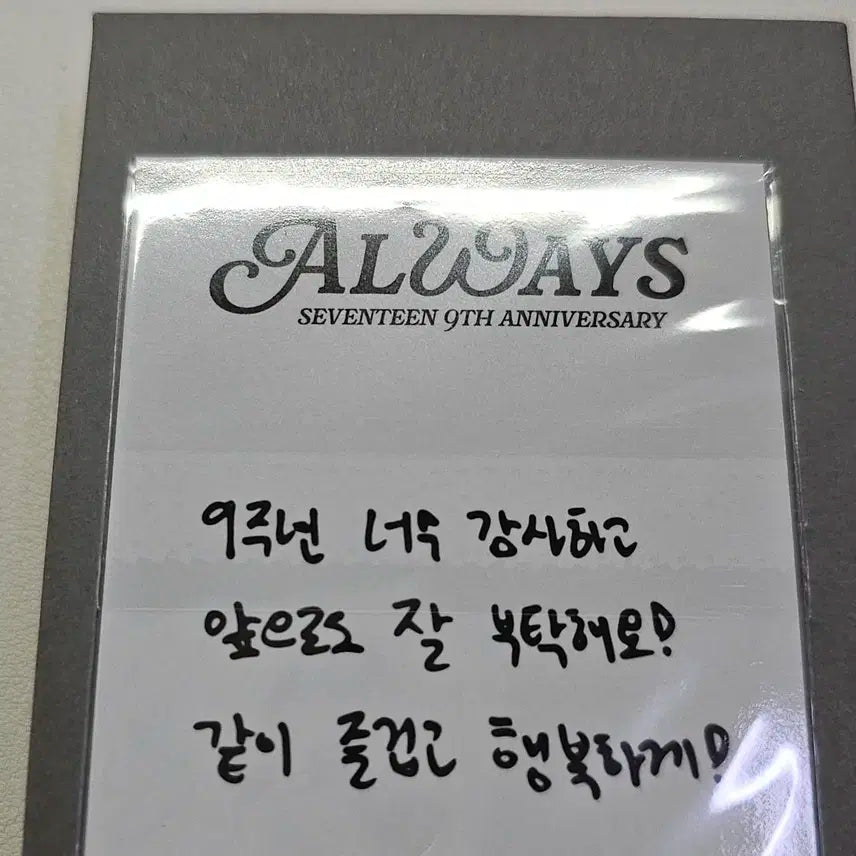 ALWAYS
SEVENTEEN 9TH ANNIVERSARY
9주년 너무 감사하고
앞으로도 잘 부탁해요!
같이 즐겁고 행복하게!